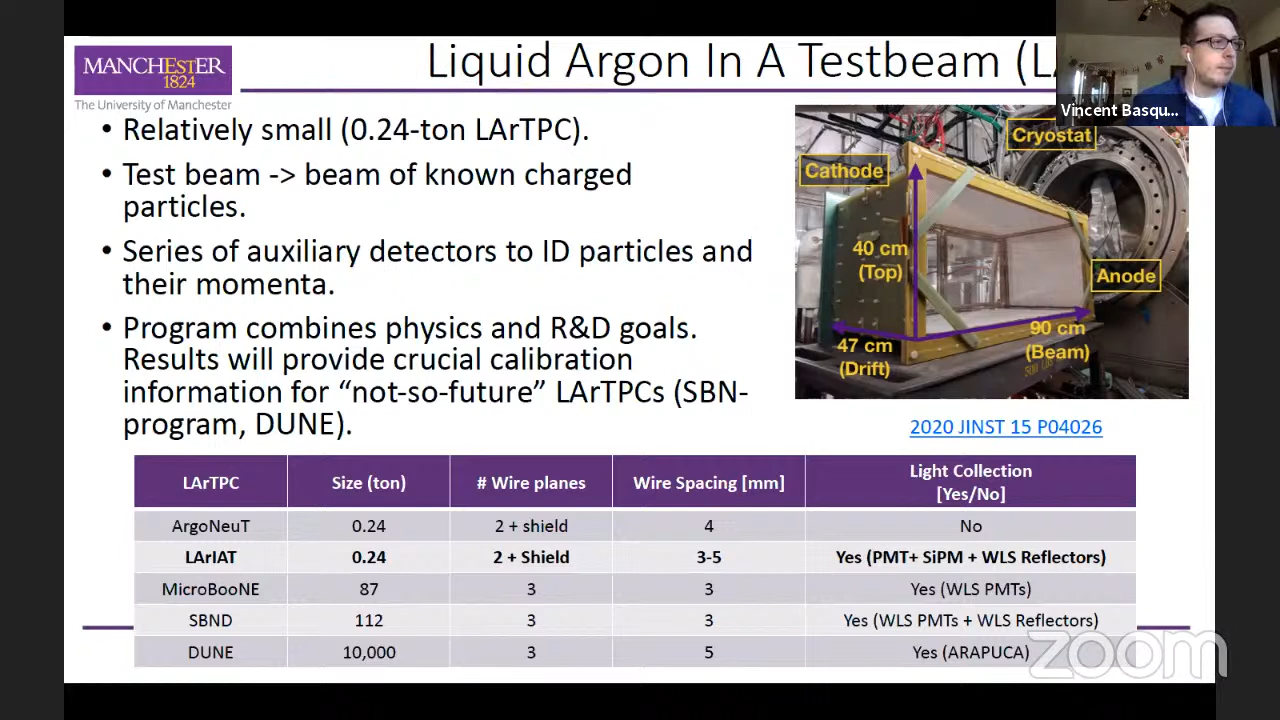 MANCHESTER
1824
The University of Manchester
Liquid Argon In A Testbeam
Vincent Basqu...
• Relatively small (0.24-ton LArTPC).
• Test beam -> beam of known charged
particles.
• Series of auxiliary detectors to ID particles and
their momenta.
• Program combines physics and R&D goals.
Results will provide crucial calibration
information for “not-so-future” LArTPCs (SBN-
program, DUNE).
Cryostat
Cathode
40 cm
(Top)
Anode
90 cm
(Beam)
47 cm
(Drift)
2020 JINST 15 P04026
LArTPC Size (ton) # Wire planes Wire Spacing [mm] Light Collection
[Yes/No]
ArgoNeuT 0.24 2 + shield 4 No
LArIAT 0.24 2 + Shield 3-5 Yes (PMT+ SiPM + WLS Reflectors)
MicroBooNE 87 3 3 Yes (WLS PMTs)
SBND 112 3 3 Yes (WLS PMTs + WLS Reflectors)
DUNE 10,000 3 5 Yes (ARAPUCA)
zoom